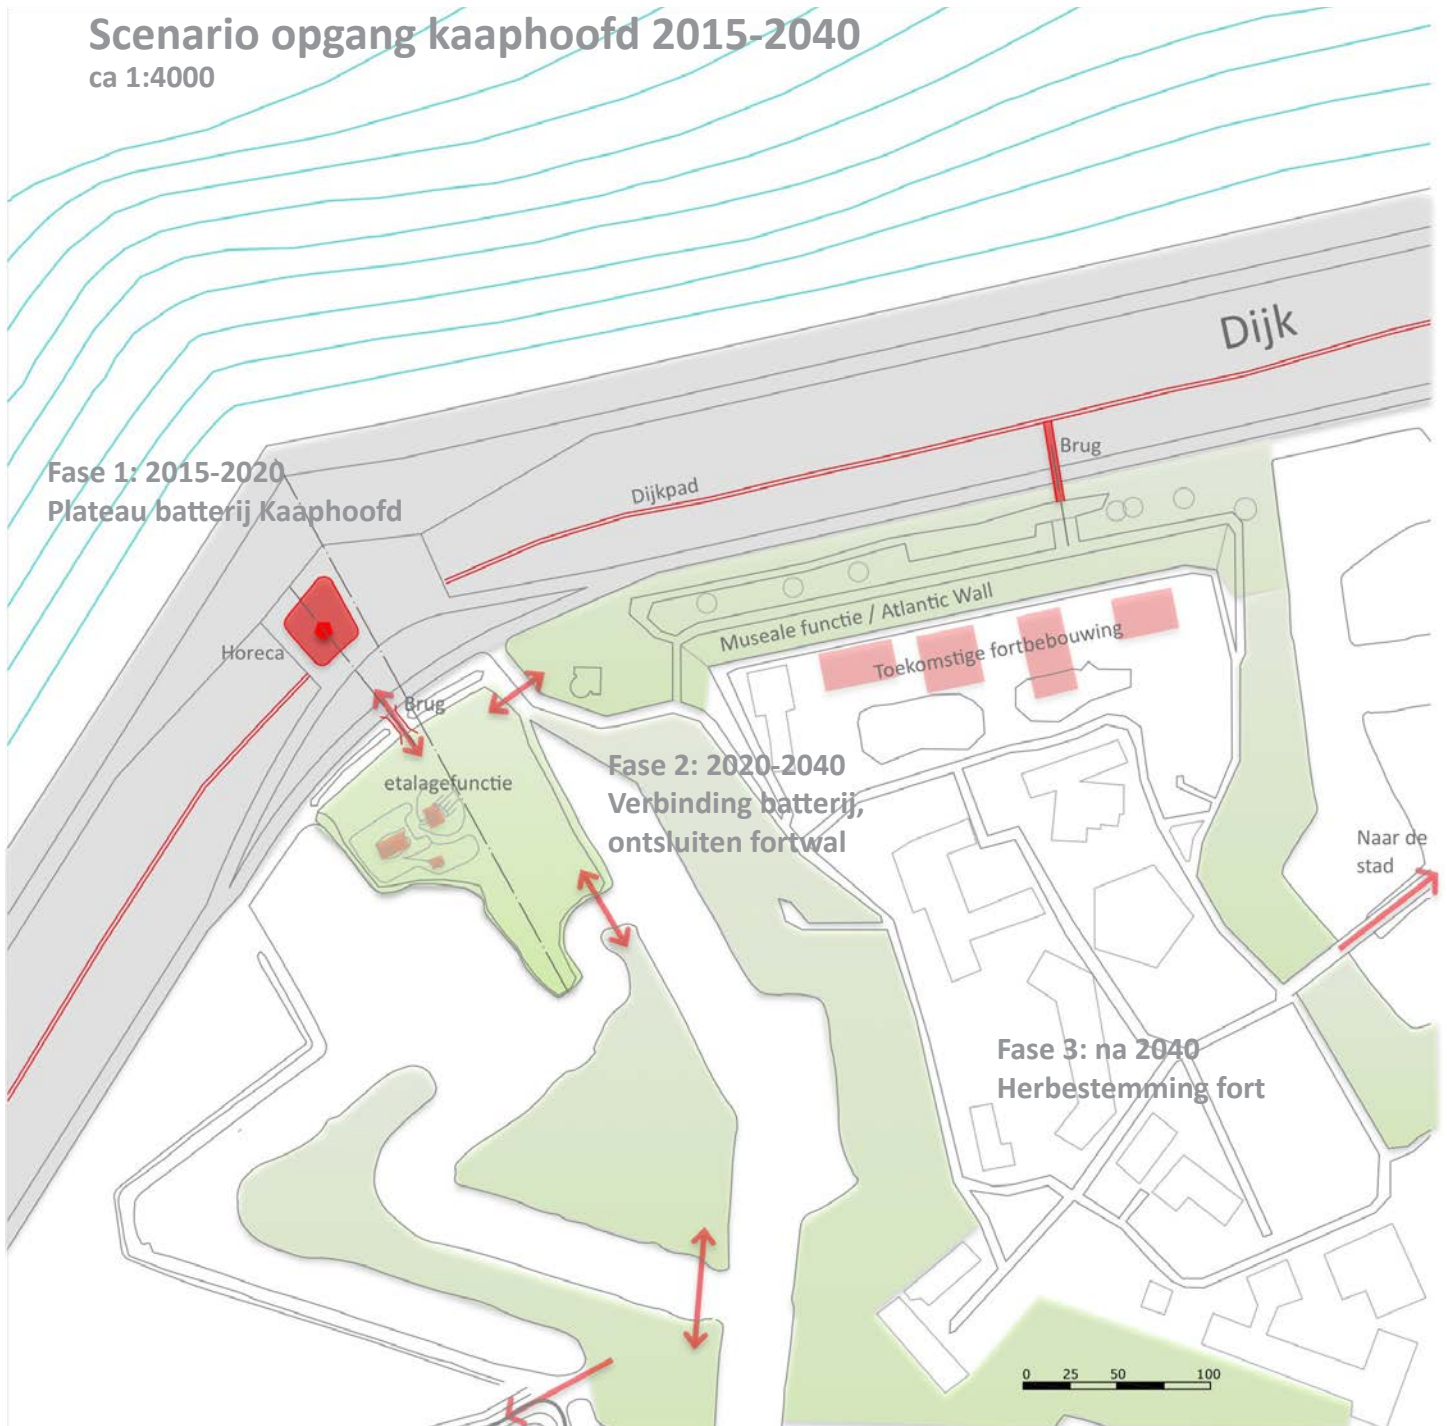 Scenario opgang kaaphoofd 2015-2040
ca 1:4000
Dijk
Brug
Fase 1: 2015-2020
Plateau batterij Kaaphoofd
Dijkpad
Museale functie / Atlantic Wall
Toekomstige fortbebouwing
Horeca
Brug
etalagefunctie
Fase 2: 2020-2040
Verbinding batterij,
ontsluiten fortwal
Naar de
stad
Fase 3: na 2040
Herbestemming fort
0 25 50 100